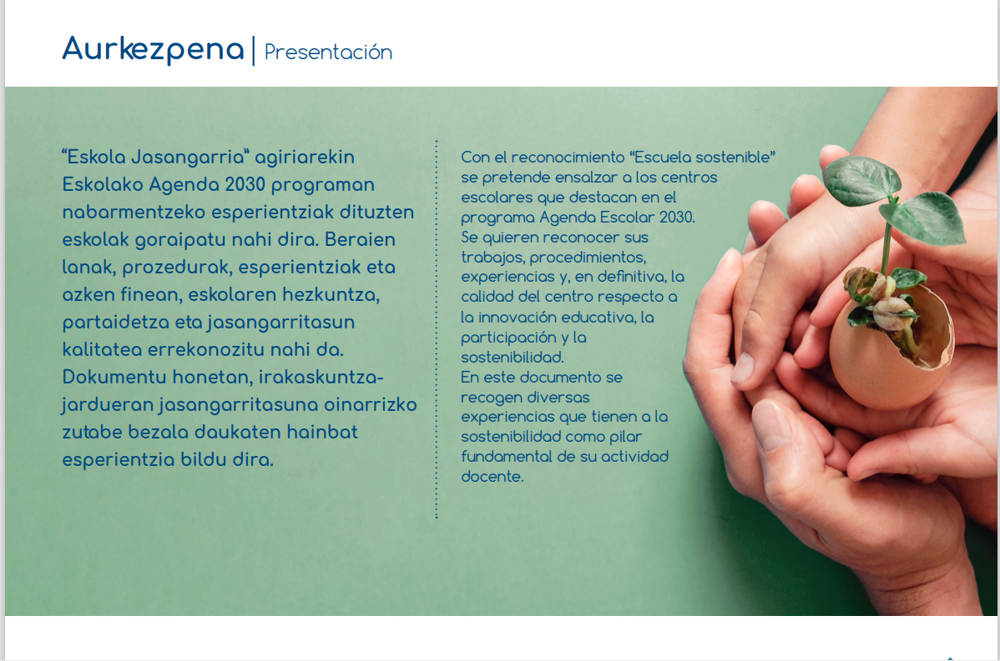 Aurkezpena | Presentación
“Eskola Jasangarria” agiriarekin
Eskolako Agenda 2030 programan
nabarmentzeko esperientziak dituzten
eskolak goraipatu nahi dira. Beraien
lanak, prozedurak, esperientziak eta
azken finean, eskolaren hezkuntza,
partaidetza eta jasangarritasun
kalitatea errekonozitu nahi da.
Dokumentu honetan, irakaskuntza-
jardueran jasangarritasuna oinarrizko
zutabe bezala daukaten hainbat
esperientzia bildu dira.
Con el reconocimiento “Escuela sostenible”
se pretende ensalzar a los centros
escolares que destacan en el
programa Agenda Escolar 2030.
Se quieren reconocer sus
trabajos, procedimientos,
experiencias y, en definitiva, la
calidad del centro respecto a
la innovación educativa, la
participación y la
sostenibilidad.
En este documento se
recogen diversas
experiencias que tienen a la
sostenibilidad como pilar
fundamental de su actividad
docente.